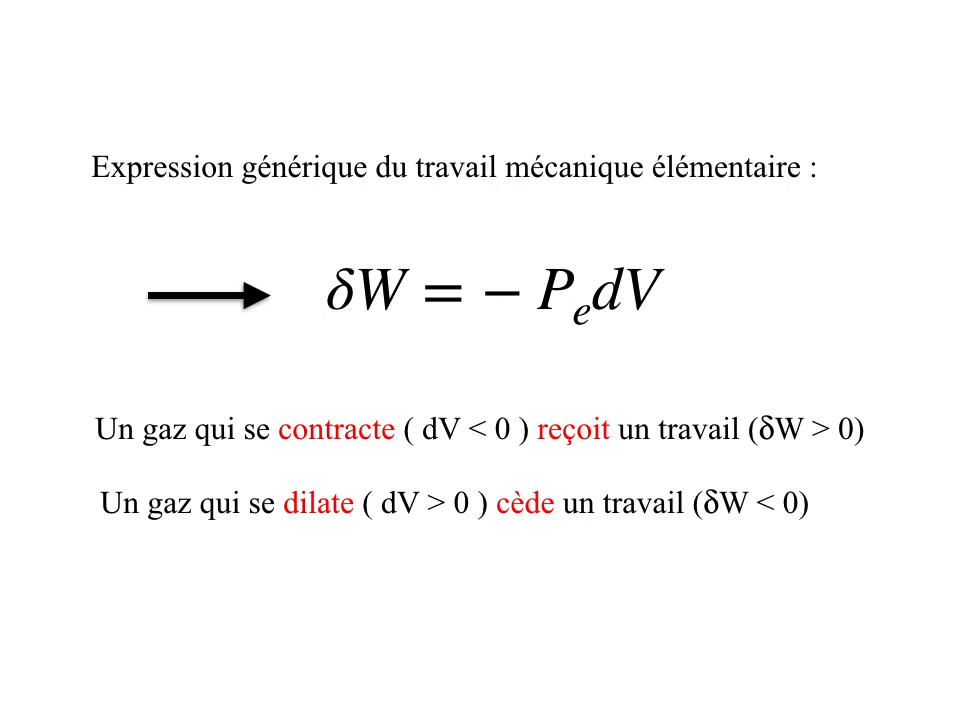 Expression générique du travail mécanique élémentaire :
δW = − PₑdV
Un gaz qui se contracte ( dV < 0 ) reçoit un travail (δW > 0)
Un gaz qui se dilate ( dV > 0 ) cède un travail (δW < 0)